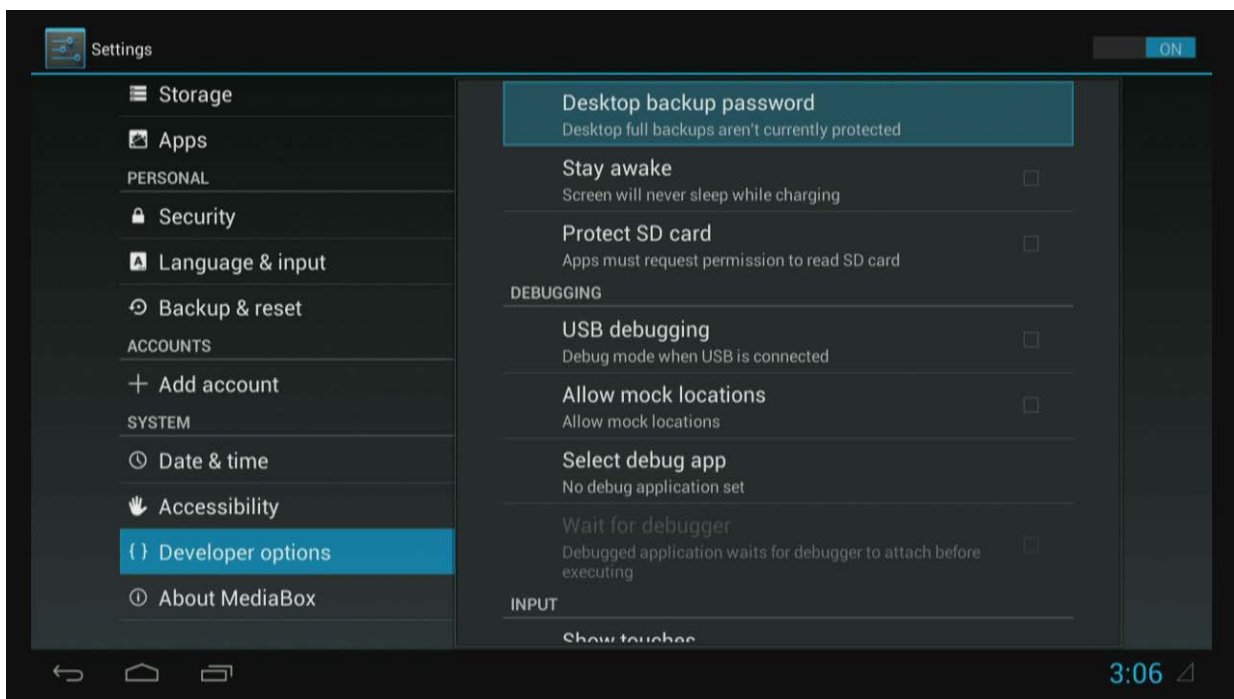 Settings
ON
Storage
Apps
PERSONAL
Security
Language & input
Backup & reset
ACCOUNTS
Add account
SYSTEM
Date & time
Accessibility
{ } Developer options
About MediaBox
Desktop backup password
Desktop full backups aren't currently protected
Stay awake
Screen will never sleep while charging
Protect SD card
Apps must request permission to read SD card
DEBUGGING
USB debugging
Debug mode when USB is connected
Allow mock locations
Allow mock locations
Select debug app
No debug application set
Wait for debugger
Debugged application waits for debugger to attach before
executing
INPUT
Show touches
3:06